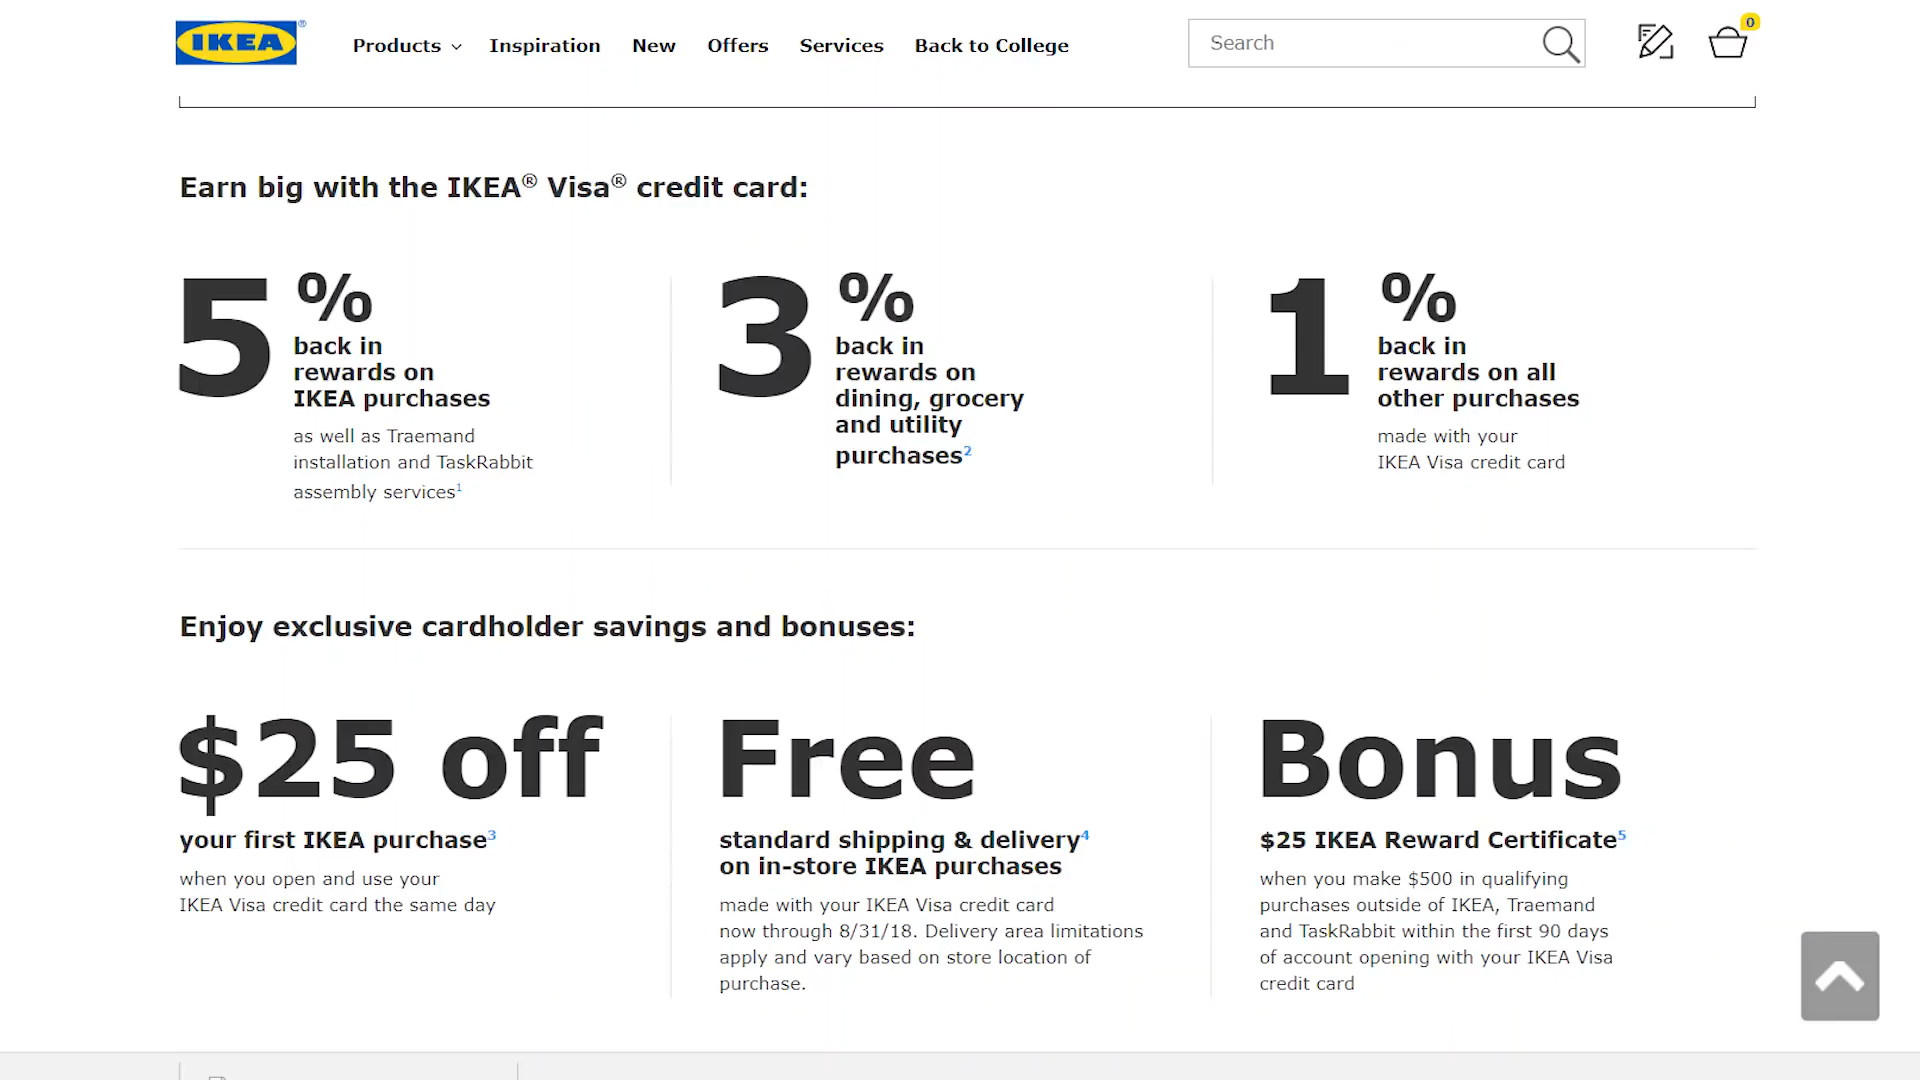 IKEA®
Products
Inspiration
New
Offers
Services
Back to College
Search
0
Earn big with the IKEA® Visa® credit card:
5%
back in
rewards on
IKEA purchases
as well as Traemand
installation and TaskRabbit
assembly services1
3%
back in
rewards on
dining, grocery
and utility
purchases2
1%
back in
rewards on all
other purchases
made with your
IKEA Visa credit card
Enjoy exclusive cardholder savings and bonuses:
$25 off
your first IKEA purchase3
when you open and use your
IKEA Visa credit card the same day
Free
standard shipping & delivery4
on in-store IKEA purchases
made with your IKEA Visa credit card
now through 8/31/18. Delivery area limitations
apply and vary based on store location of
purchase.
Bonus
$25 IKEA Reward Certificate5
when you make $500 in qualifying
purchases outside of IKEA, Traemand
and TaskRabbit within the first 90 days
of account opening with your IKEA Visa
credit card